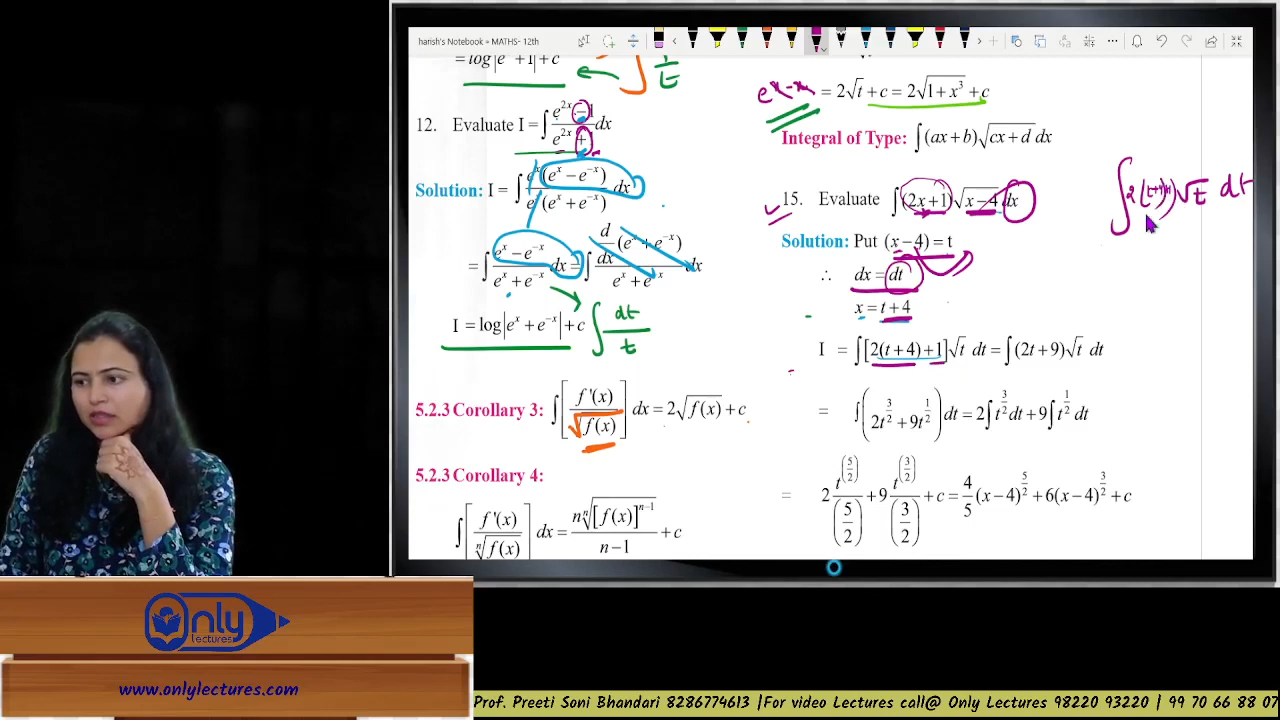 harish's Notebook » MATHS- 12th
= log|e^x + 1| + c
∫ 1/t
12. Evaluate I = ∫ (e^{2x} − 1)/(e^{2x} + 1) dx
Solution: I = ∫ e^x(e^x − e^{−x})/e^x(e^x + e^{−x}) dx
= ∫ (e^x − e^{−x})/(e^x + e^{−x}) dx = ∫ d/dx (e^x + e^{−x})/(e^x + e^{−x}) dx
I = log|e^x + e^{−x}| + c ∫ dt/t
5.2.3 Corollary 3: ∫ [f'(x)/√f(x)] dx = 2√f(x) + c
5.2.3 Corollary 4:
∫ [f'(x)/ⁿ√f(x)] dx = n ⁿ√[f(x)]^{n−1}/(n−1) + c
e^x-x = 2√t + c = 2√(1 + x³) + c
Integral of Type: ∫(ax + b)√(cx + d) dx
15. Evaluate ∫(2x + 1)√(x − 4) dx
Solution: Put (x − 4) = t
∴ dx = dt
x = t + 4
I = ∫[2(t + 4) + 1]√t dt = ∫(2t + 9)√t dt
= ∫(2t^{3/2} + 9t^{1/2}) dt = 2∫t^{3/2} dt + 9∫t^{1/2} dt
= 2 t^{(5/2)}/(5/2) + 9 t^{(3/2)}/(3/2) + c = 4/5 (x − 4)^{5/2} + 6(x − 4)^{3/2} + c
Only
lectures
www.onlylectures.com
Prof. Preeti Soni Bhandari 8286774613 |For video Lectures call@ Only Lectures 98220 93220 | 99 70 66 88 07